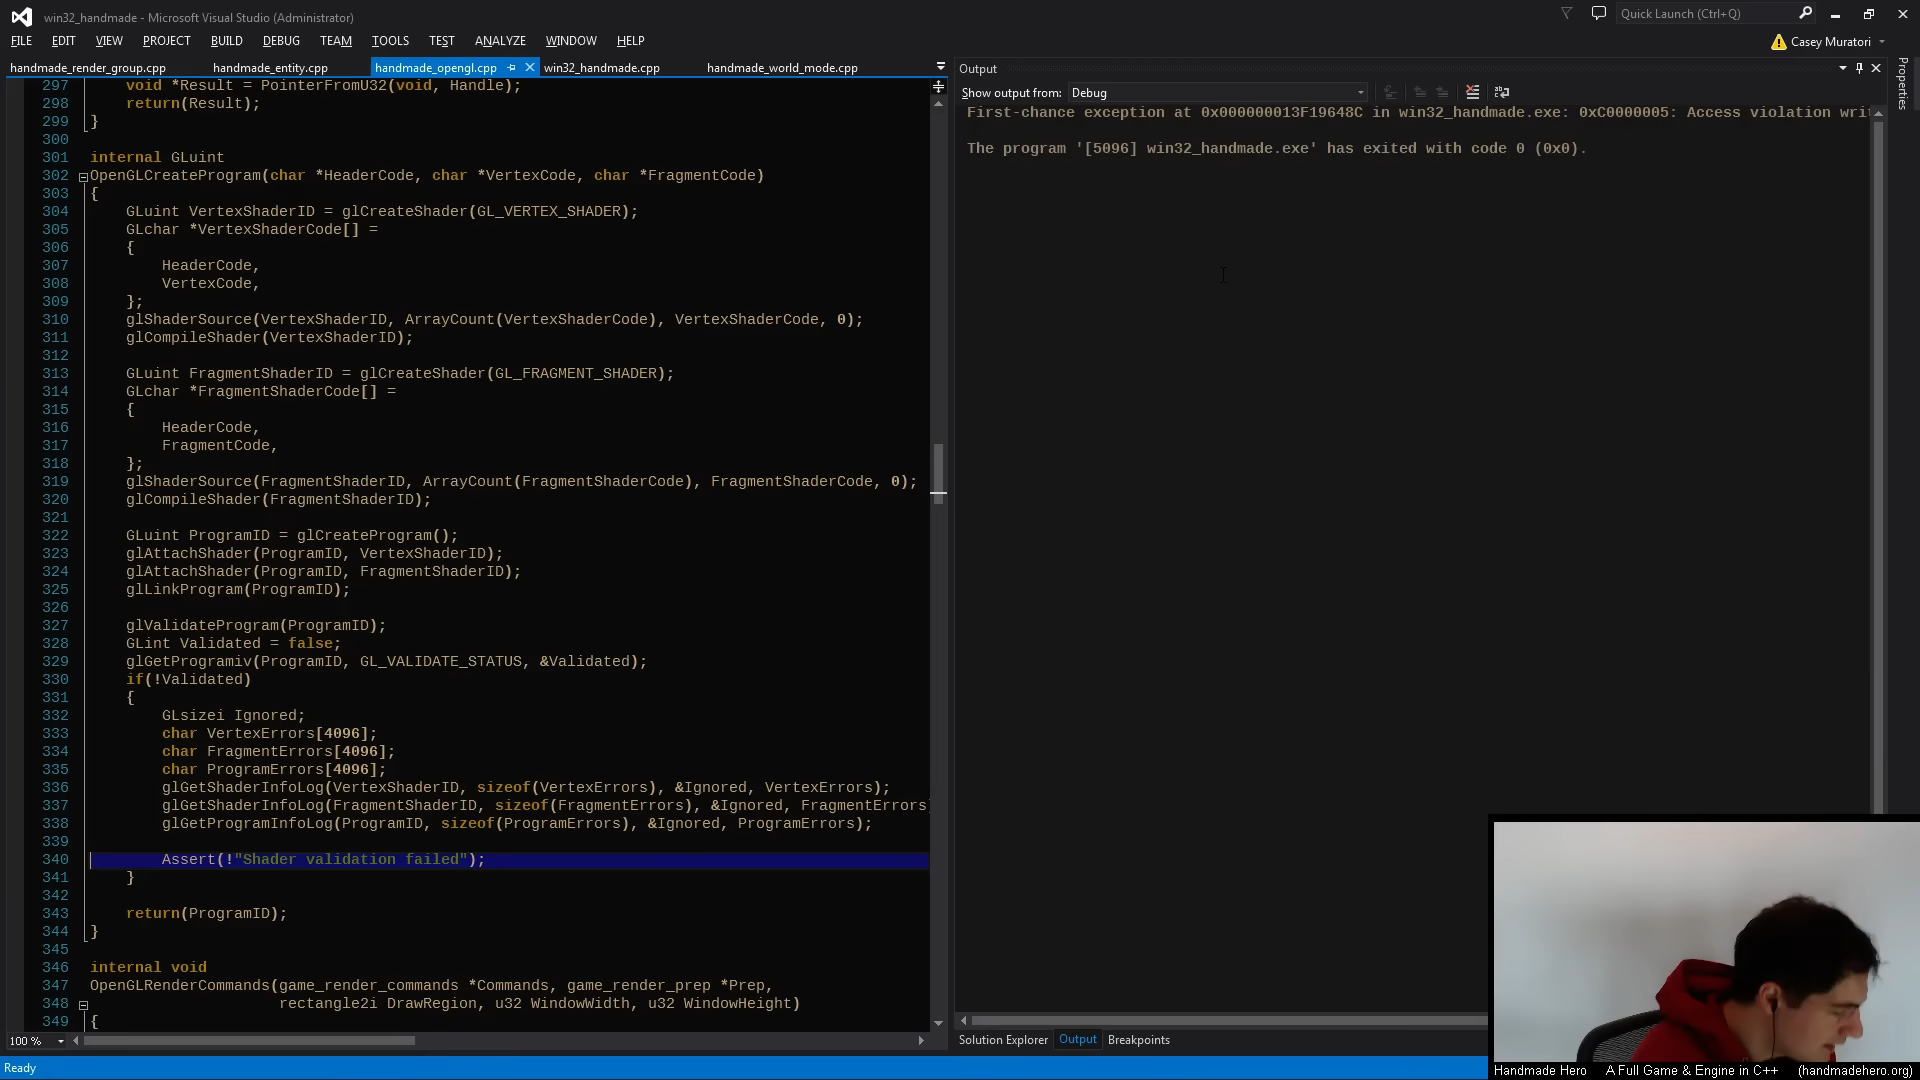 win32_handmade - Microsoft Visual Studio (Administrator)
Quick Launch (Ctrl+Q)
FILE EDIT VIEW PROJECT BUILD DEBUG TEAM TOOLS TEST ANALYZE WINDOW HELP
Casey Muratori
handmade_render_group.cpp handmade_entity.cpp handmade_opengl.cpp win32_handmade.cpp handmade_world_mode.cpp
297 void *Result = PointerFromU32(void, Handle);
298 return(Result);
299 }
300
301 internal GLuint
302 OpenGLCreateProgram(char *HeaderCode, char *VertexCode, char *FragmentCode)
303 {
304 GLuint VertexShaderID = glCreateShader(GL_VERTEX_SHADER);
305 GLchar *VertexShaderCode[] =
306 {
307 HeaderCode,
308 VertexCode,
309 };
310 glShaderSource(VertexShaderID, ArrayCount(VertexShaderCode), VertexShaderCode, 0);
311 glCompileShader(VertexShaderID);
312
313 GLuint FragmentShaderID = glCreateShader(GL_FRAGMENT_SHADER);
314 GLchar *FragmentShaderCode[] =
315 {
316 HeaderCode,
317 FragmentCode,
318 };
319 glShaderSource(FragmentShaderID, ArrayCount(FragmentShaderCode), FragmentShaderCode, 0);
320 glCompileShader(FragmentShaderID);
321
322 GLuint ProgramID = glCreateProgram();
323 glAttachShader(ProgramID, VertexShaderID);
324 glAttachShader(ProgramID, FragmentShaderID);
325 glLinkProgram(ProgramID);
326
327 glValidateProgram(ProgramID);
328 GLint Validated = false;
329 glGetProgramiv(ProgramID, GL_VALIDATE_STATUS, &Validated);
330 if(!Validated)
331 {
332 GLsizei Ignored;
333 char VertexErrors[4096];
334 char FragmentErrors[4096];
335 char ProgramErrors[4096];
336 glGetShaderInfoLog(VertexShaderID, sizeof(VertexErrors), &Ignored, VertexErrors);
337 glGetShaderInfoLog(FragmentShaderID, sizeof(FragmentErrors), &Ignored, FragmentErrors)
338 glGetProgramInfoLog(ProgramID, sizeof(ProgramErrors), &Ignored, ProgramErrors);
339
340 Assert(!"Shader validation failed");
341 }
342
343 return(ProgramID);
344 }
345
346 internal void
347 OpenGLRenderCommands(game_render_commands *Commands, game_render_prep *Prep,
348 rectangle2i DrawRegion, u32 WindowWidth, u32 WindowHeight)
349 {
100 %
Output
Show output from: Debug
First-chance exception at 0x000000013F19648C in win32_handmade.exe: 0xC0000005: Access violation wri
The program '[5096] win32_handmade.exe' has exited with code 0 (0x0).
Properties
Solution Explorer Output Breakpoints
Ready
Handmade Hero A Full Game & Engine in C++ (handmadehero.org)